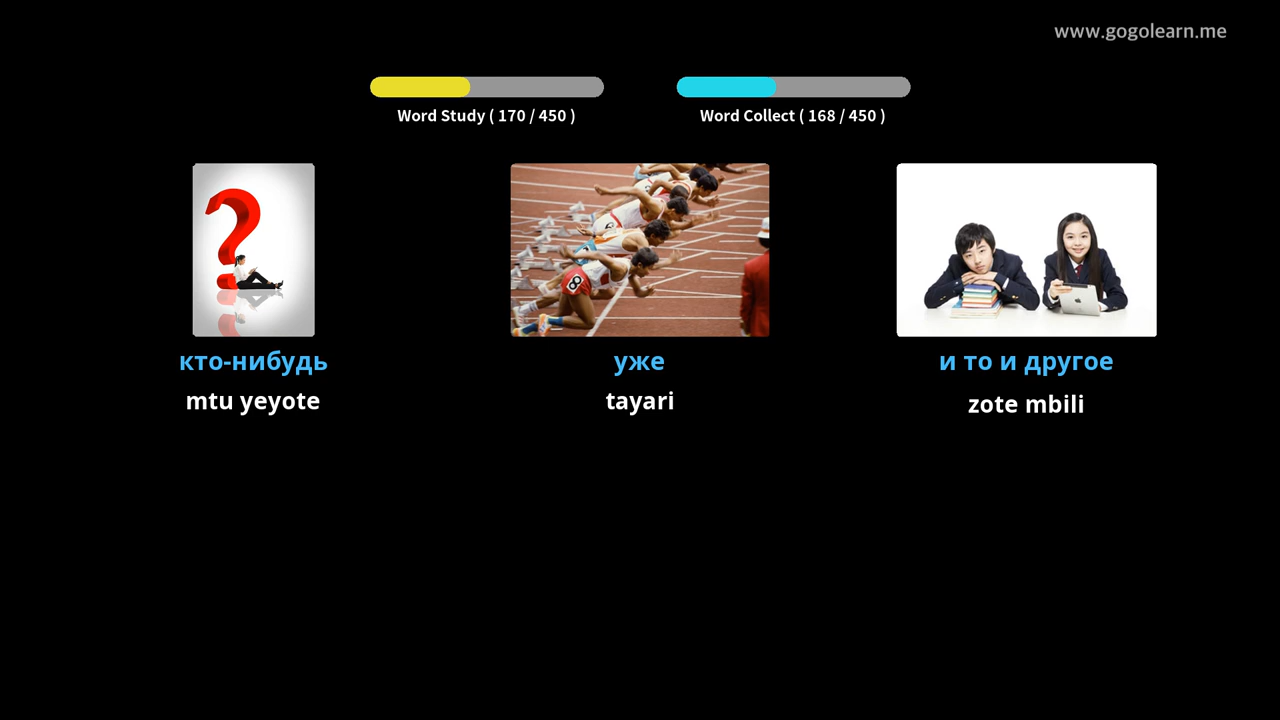 www.gogolearn.me
Word Study ( 170 / 450 )
Word Collect ( 168 / 450 )
кто-нибудь
уже
и то и другое
mtu yeyote
tayari
zote mbili